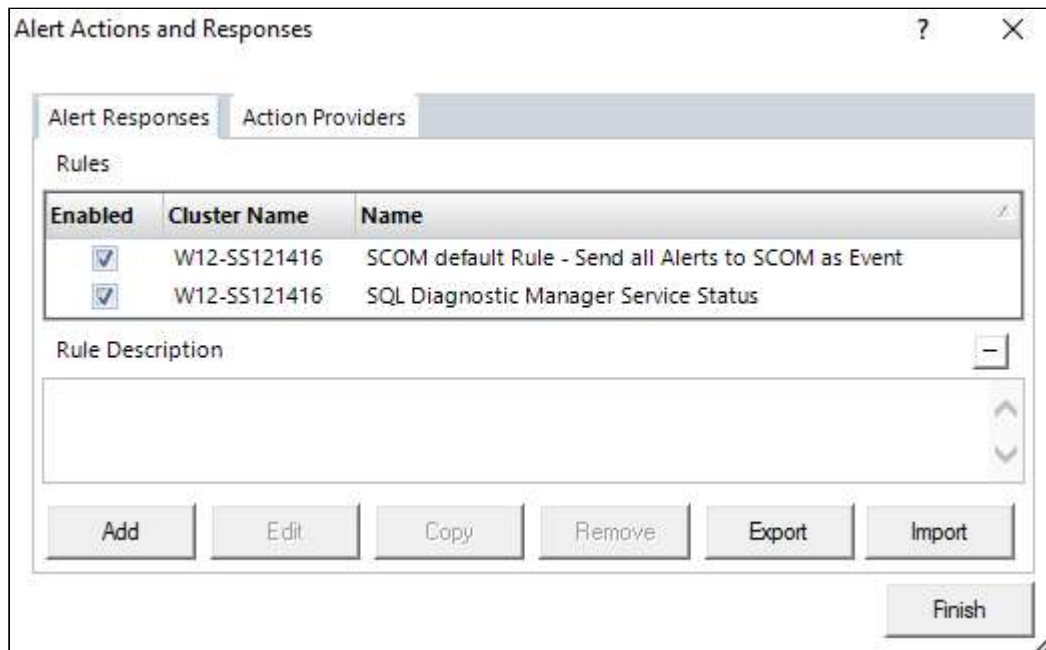 Alert Actions and Responses ? X
Alert Responses Action Providers
Rules
Enabled Cluster Name Name
W12-SS121416 SCOM default Rule - Send all Alerts to SCOM as Event
W12-SS121416 SQL Diagnostic Manager Service Status
Rule Description
Add Edit Copy Remove Export Import
Finish